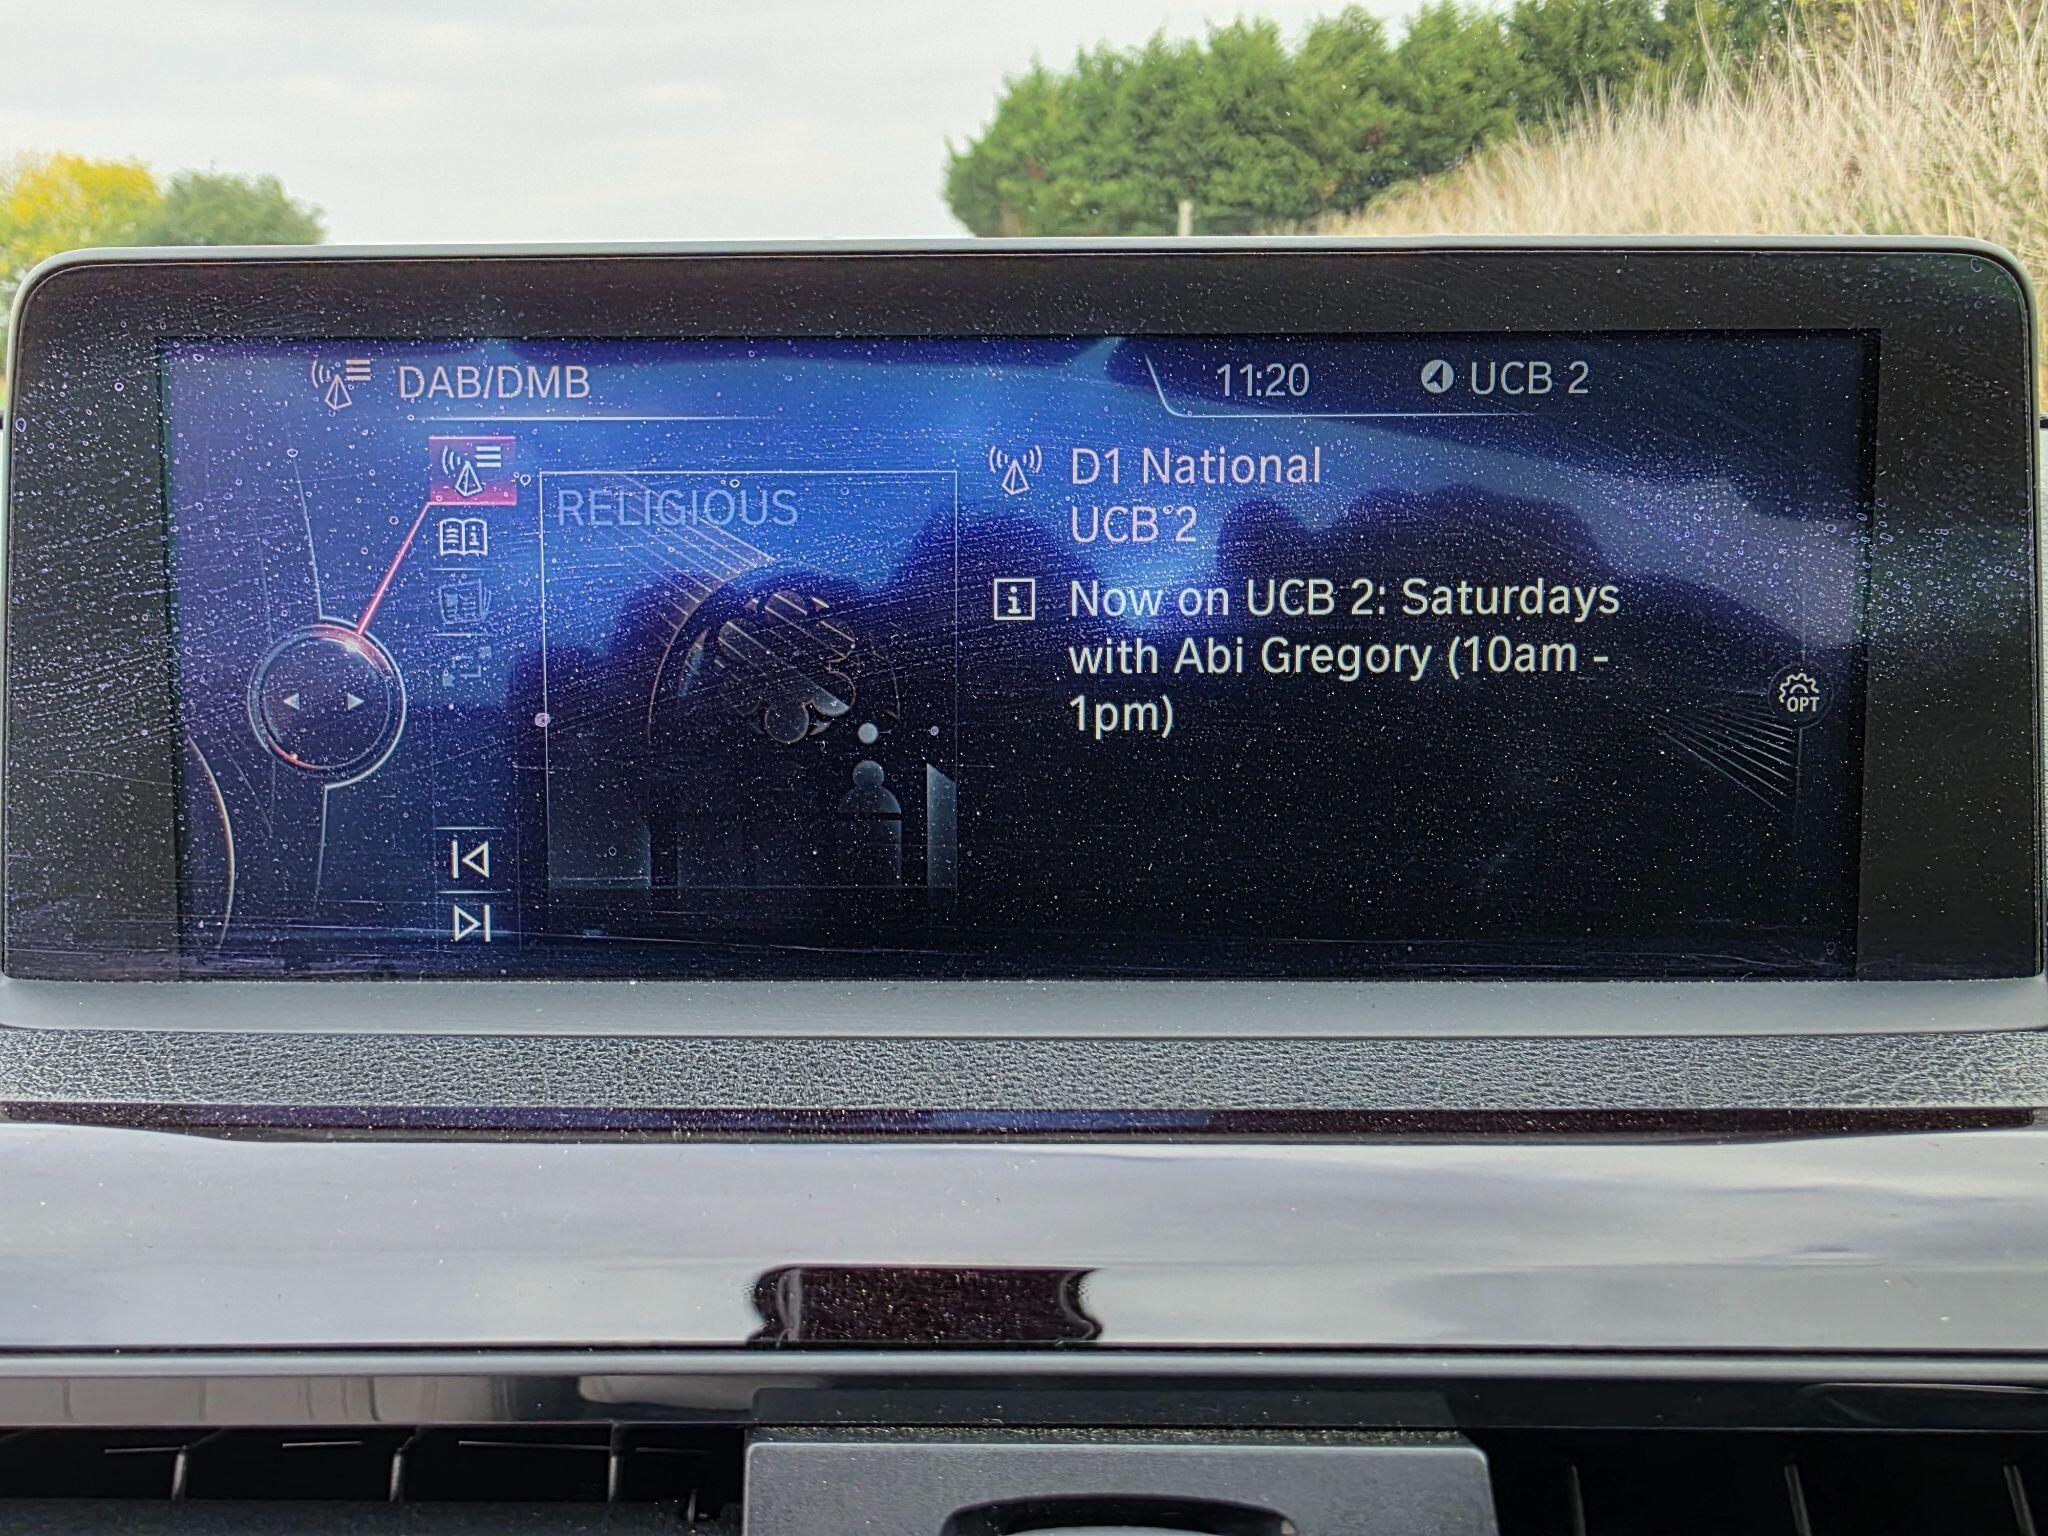 DAB/DMB
11:20
UCB 2
RELIGIOUS
D1 National
UCB 2
Now on UCB 2: Saturdays
with Abi Gregory (10am -
1pm)
OPT